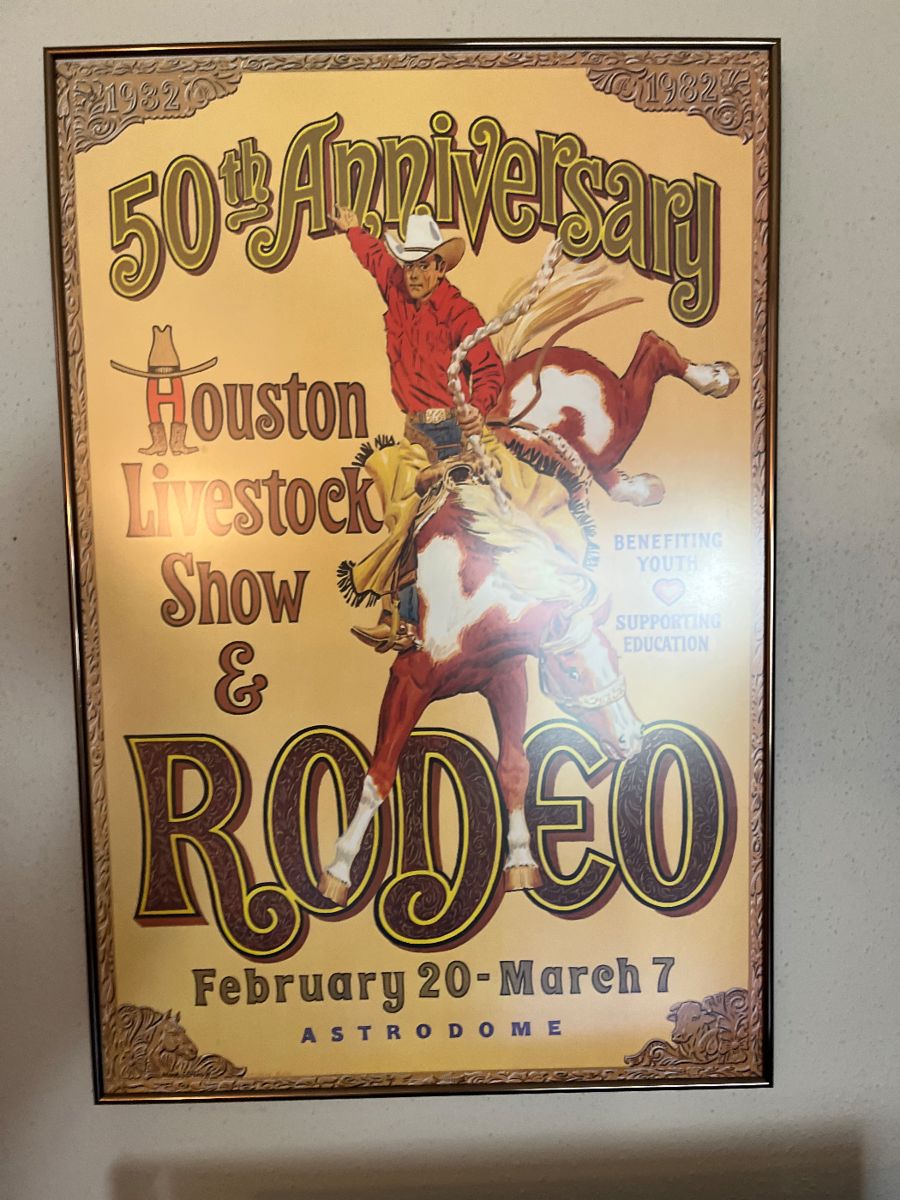 1932 1982
50th Anniversary
Houston
Livestock
Show
&
RODEO
BENEFITING
YOUTH
SUPPORTING
EDUCATION
February 20-March 7
ASTRODOME